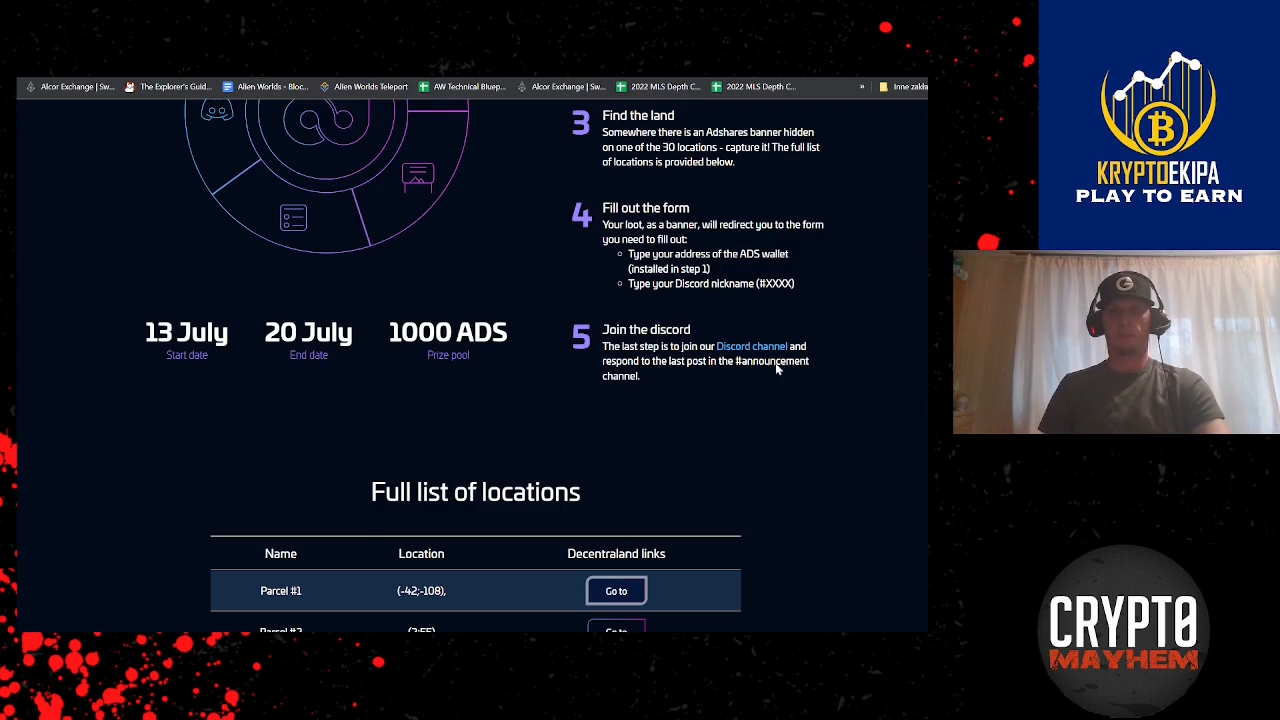 Alcor Exchange | Sw...
The Explorer's Guid...
Alien Worlds - Bloc...
Alien Worlds Teleport
AW Technical Bluep...
Alcor Exchange | Sw...
2022 MLS Depth C...
2022 MLS Depth C...
»
Inne zakła
3
Find the land
Somewhere there is an Adshares banner hidden
on one of the 30 locations - capture it! The full list
of locations is provided below.
4
Fill out the form
Your loot, as a banner, will redirect you to the form
you need to fill out:
Type your address of the ADS wallet
(installed in step 1)
Type your Discord nickname (#XXXX)
13 July
Start date
20 July
End date
1000 ADS
Prize pool
5
Join the discord
The last step is to join our Discord channel and
respond to the last post in the #announcement
channel.
Full list of locations
Name Location Decentraland links
Parcel #1 (-42;-108), Go to
KRYPTOEKIPA
PLAY TO EARN
G
CRYPTO
MAYHEM